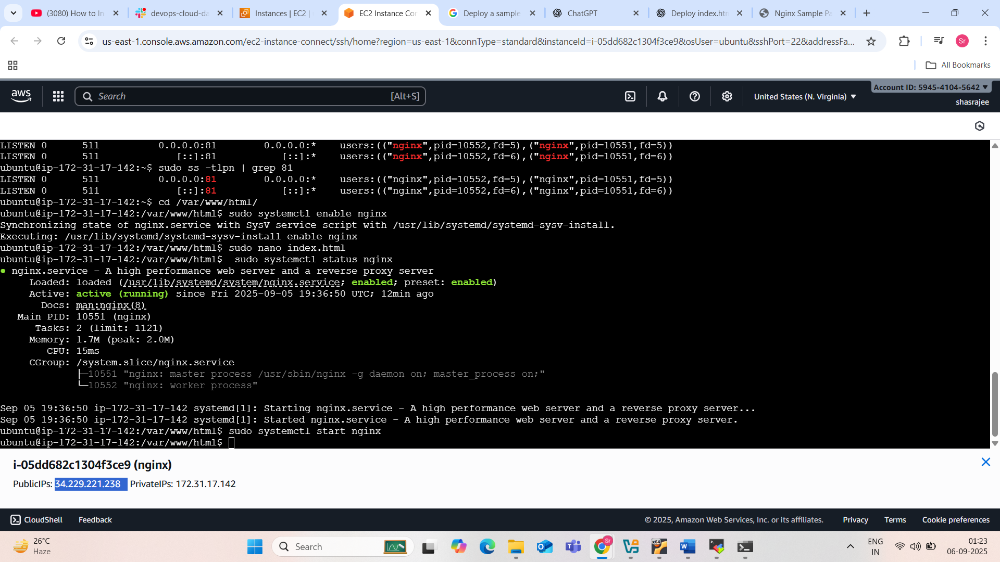 (3080) How to In
devops-cloud-da
Instances | EC2 |
EC2 Instance Con
Deploy a sample
ChatGPT
Deploy index.htm
Nginx Sample Pa
us-east-1.console.aws.amazon.com/ec2-instance-connect/ssh/home?region=us-east-1&connType=standard&instanceId=i-05dd682c1304f3ce9&osUser=ubuntu&sshPort=22&addressFa...
Sr
All Bookmarks
aws
Search
[Alt+S]
United States (N. Virginia) ▼
Account ID: 5945-4104-5642 ▼
shasrajee
LISTEN 0      511          0.0.0.0:81        0.0.0.0:*    users:(("nginx",pid=10552,fd=5),("nginx",pid=10551,fd=5))
LISTEN 0      511             [::]:81           [::]:*    users:(("nginx",pid=10552,fd=6),("nginx",pid=10551,fd=6))
ubuntu@ip-172-31-17-142:~$ sudo ss -tlpn | grep 81
LISTEN 0      511          0.0.0.0:81        0.0.0.0:*    users:(("nginx",pid=10552,fd=5),("nginx",pid=10551,fd=5))
LISTEN 0      511             [::]:81           [::]:*    users:(("nginx",pid=10552,fd=6),("nginx",pid=10551,fd=6))
ubuntu@ip-172-31-17-142:~$ cd /var/www/html/
ubuntu@ip-172-31-17-142:/var/www/html$ sudo systemctl enable nginx
Synchronizing state of nginx.service with SysV service script with /usr/lib/systemd/systemd-sysv-install.
Executing: /usr/lib/systemd/systemd-sysv-install enable nginx
ubuntu@ip-172-31-17-142:/var/www/html$ sudo nano index.html
ubuntu@ip-172-31-17-142:/var/www/html$  sudo systemctl status nginx
● nginx.service - A high performance web server and a reverse proxy server
     Loaded: loaded (/usr/lib/systemd/system/nginx.service; enabled; preset: enabled)
     Active: active (running) since Fri 2025-09-05 19:36:50 UTC; 12min ago
       Docs: man:nginx(8)
   Main PID: 10551 (nginx)
      Tasks: 2 (limit: 1121)
     Memory: 1.7M (peak: 2.0M)
        CPU: 15ms
     CGroup: /system.slice/nginx.service
             ├─10551 "nginx: master process /usr/sbin/nginx -g daemon on; master_process on;"
             └─10552 "nginx: worker process"
Sep 05 19:36:50 ip-172-31-17-142 systemd[1]: Starting nginx.service - A high performance web server and a reverse proxy server...
Sep 05 19:36:50 ip-172-31-17-142 systemd[1]: Started nginx.service - A high performance web server and a reverse proxy server.
ubuntu@ip-172-31-17-142:/var/www/html$ sudo systemctl start nginx
ubuntu@ip-172-31-17-142:/var/www/html$
i-05dd682c1304f3ce9 (nginx)
PublicIPs: 34.229.221.238 PrivateIPs: 172.31.17.142
CloudShell
Feedback
© 2025, Amazon Web Services, Inc. or its affiliates.
Privacy
Terms
Cookie preferences
26°C
Haze
Search
Sr
x64
ENG
IN
01:23
06-09-2025